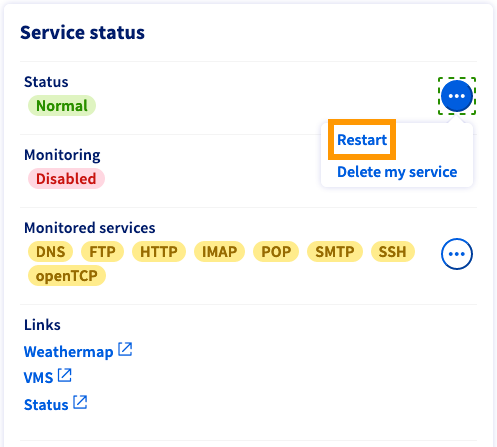 Service status
Status
Normal
Restart
Delete my service
Monitoring
Disabled
Monitored services
DNS FTP HTTP IMAP POP SMTP SSH
openTCP
Links
Weathermap
VMS
Status